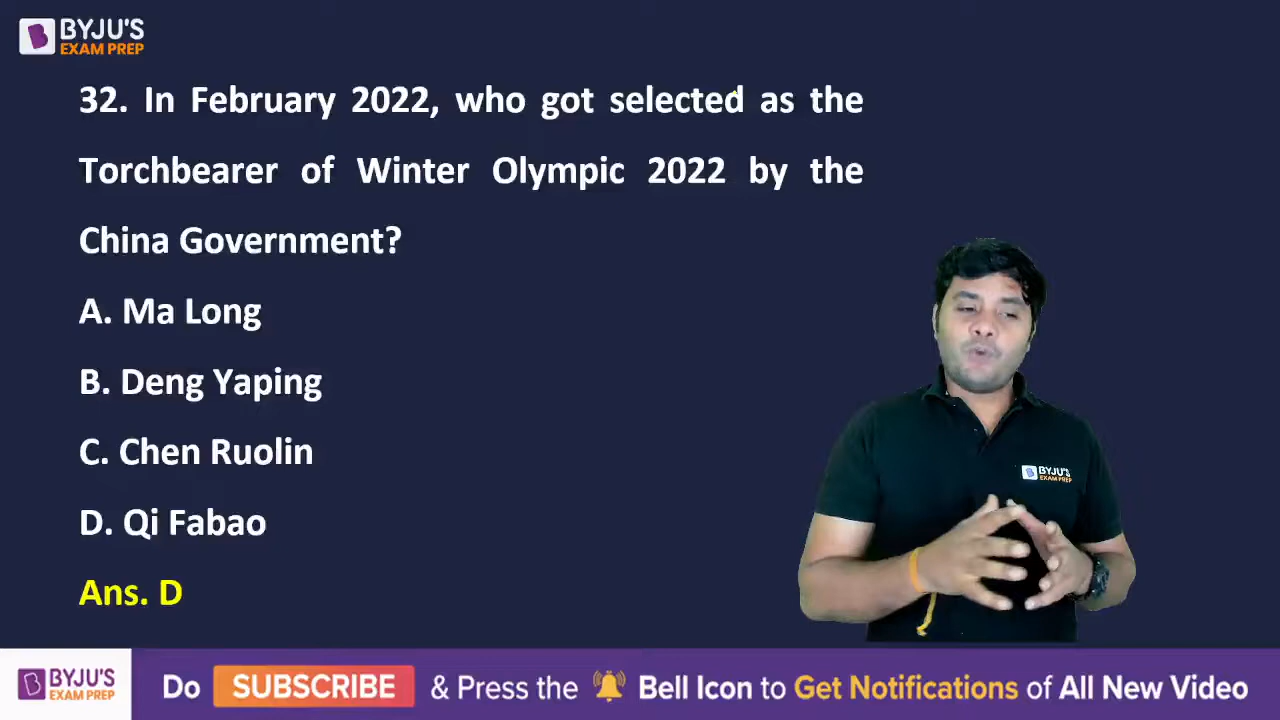 BYJU'S
EXAM PREP
32. In February 2022, who got selected as the
Torchbearer of Winter Olympic 2022 by the
China Government?
A. Ma Long
B. Deng Yaping
C. Chen Ruolin
D. Qi Fabao
Ans. D
BYJU'S
EXAM PREP
BYJU'S
EXAM PREP
Do SUBSCRIBE & Press the Bell Icon to Get Notifications of All New Video